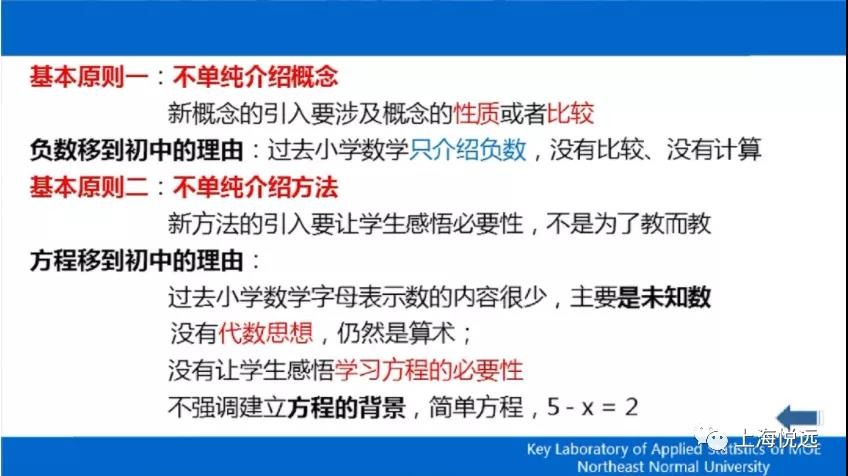 基本原则一：不单纯介绍概念
新概念的引入要涉及概念的性质或者比较
负数移到初中的理由：过去小学数学只介绍负数，没有比较、没有计算
基本原则二：不单纯介绍方法
新方法的引入要让学生感悟必要性，不是为了教而教
方程移到初中的理由：
过去小学数学字母表示数的内容很少，主要是未知数
没有代数思想，仍然是算术；
没有让学生感悟学习方程的必要性
不强调建立方程的背景，简单方程，5 - x = 2
上海悦远
Key Laboratory of Applied Statistics of MOE
Northeast Normal University